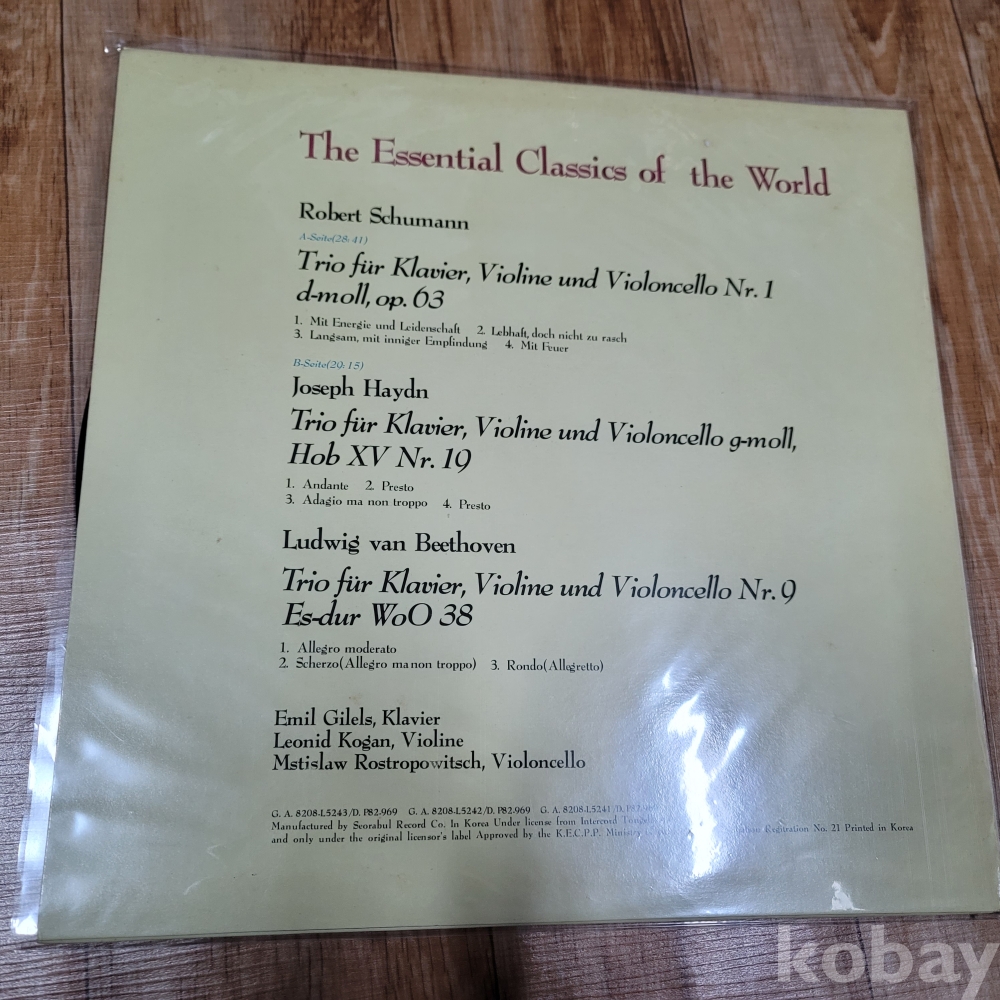 The Essential Classics of the World
Robert Schumann
A-Seite(28:41)
Trio für Klavier, Violine und Violoncello Nr. 1
d-moll, op. 63
1. Mit Energie und Leidenschaft 2. Lebhaft, doch nicht zu rasch
3. Langsam, mit inniger Empfindung 4. Mit Feuer
B-Seite(29:15)
Joseph Haydn
Trio für Klavier, Violine und Violoncello g-moll,
Hob XV Nr. 19
1. Andante 2. Presto
3. Adagio ma non troppo 4. Presto
Ludwig van Beethoven
Trio für Klavier, Violine und Violoncello Nr. 9
Es-dur WoO 38
1. Allegro moderato
2. Scherzo(Allegro ma non troppo) 3. Rondo(Allegretto)
Emil Gilels, Klavier
Leonid Kogan, Violine
Mstislaw Rostropowitsch, Violoncello
G. A. 8208-L5243/D. P.82-969 G. A. 8208-L5242/D. P.82-969 G. A. 8208-L5241/D.
Manufactured by Seorabul Record Co. In Korea Under license from Intercord No. 21 Printed in Korea
and only under the original licensor's label Approved by the K.E.C.P.P. Ministry
kobay